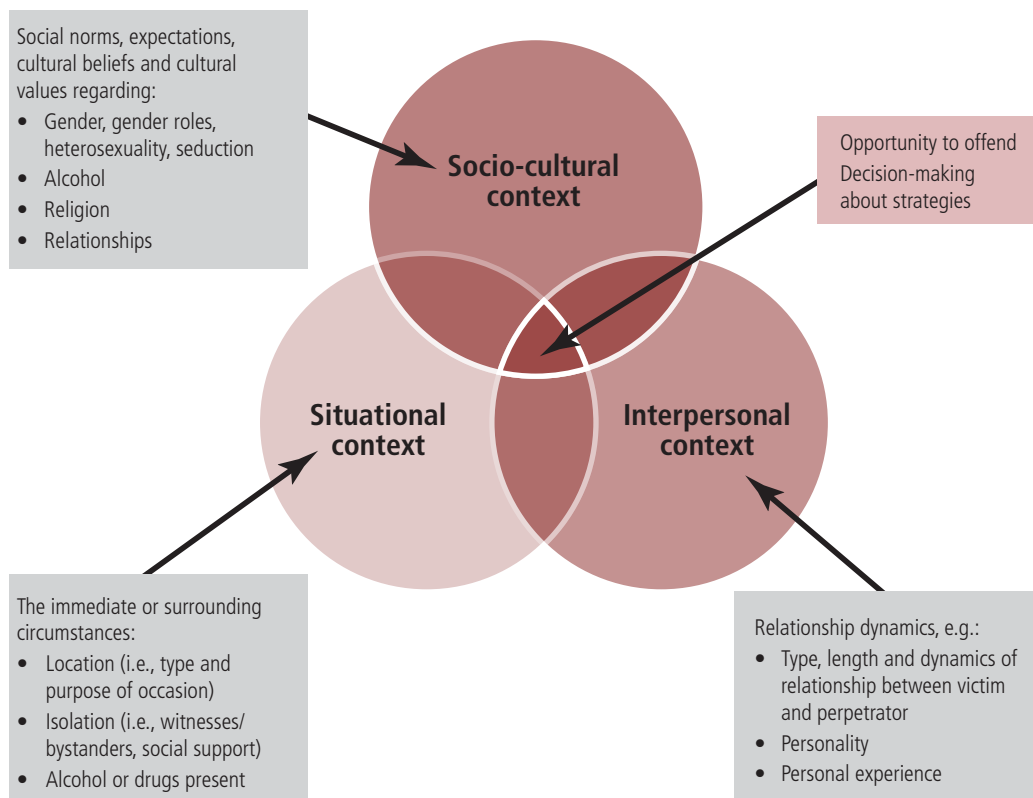 Social norms, expectations,
cultural beliefs and cultural
values regarding:
• Gender, gender roles,
heterosexuality, seduction
• Alcohol
• Religion
• Relationships
Socio-cultural
context
Opportunity to offend
Decision-making
about strategies
Situational
context
Interpersonal
context
The immediate or surrounding
circumstances:
• Location (i.e., type and
purpose of occasion)
• Isolation (i.e., witnesses/
bystanders, social support)
• Alcohol or drugs present
Relationship dynamics, e.g.:
• Type, length and dynamics of
relationship between victim
and perpetrator
• Personality
• Personal experience